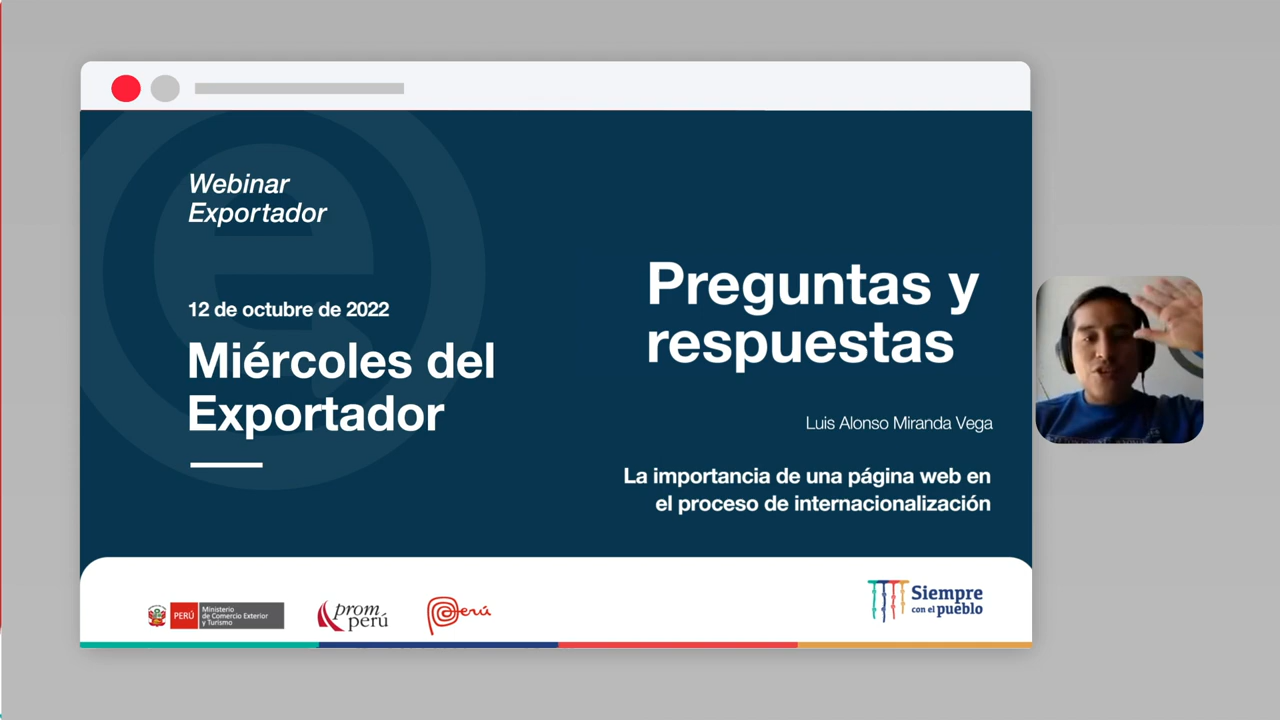 Webinar
Exportador
12 de octubre de 2022
Miércoles del
Exportador
Preguntas y
respuestas
Luis Alonso Miranda Vega
La importancia de una página web en
el proceso de internacionalización
PERÚ
Ministerio
de Comercio Exterior
y Turismo
prom
perú
Perú
Siempre
con el pueblo